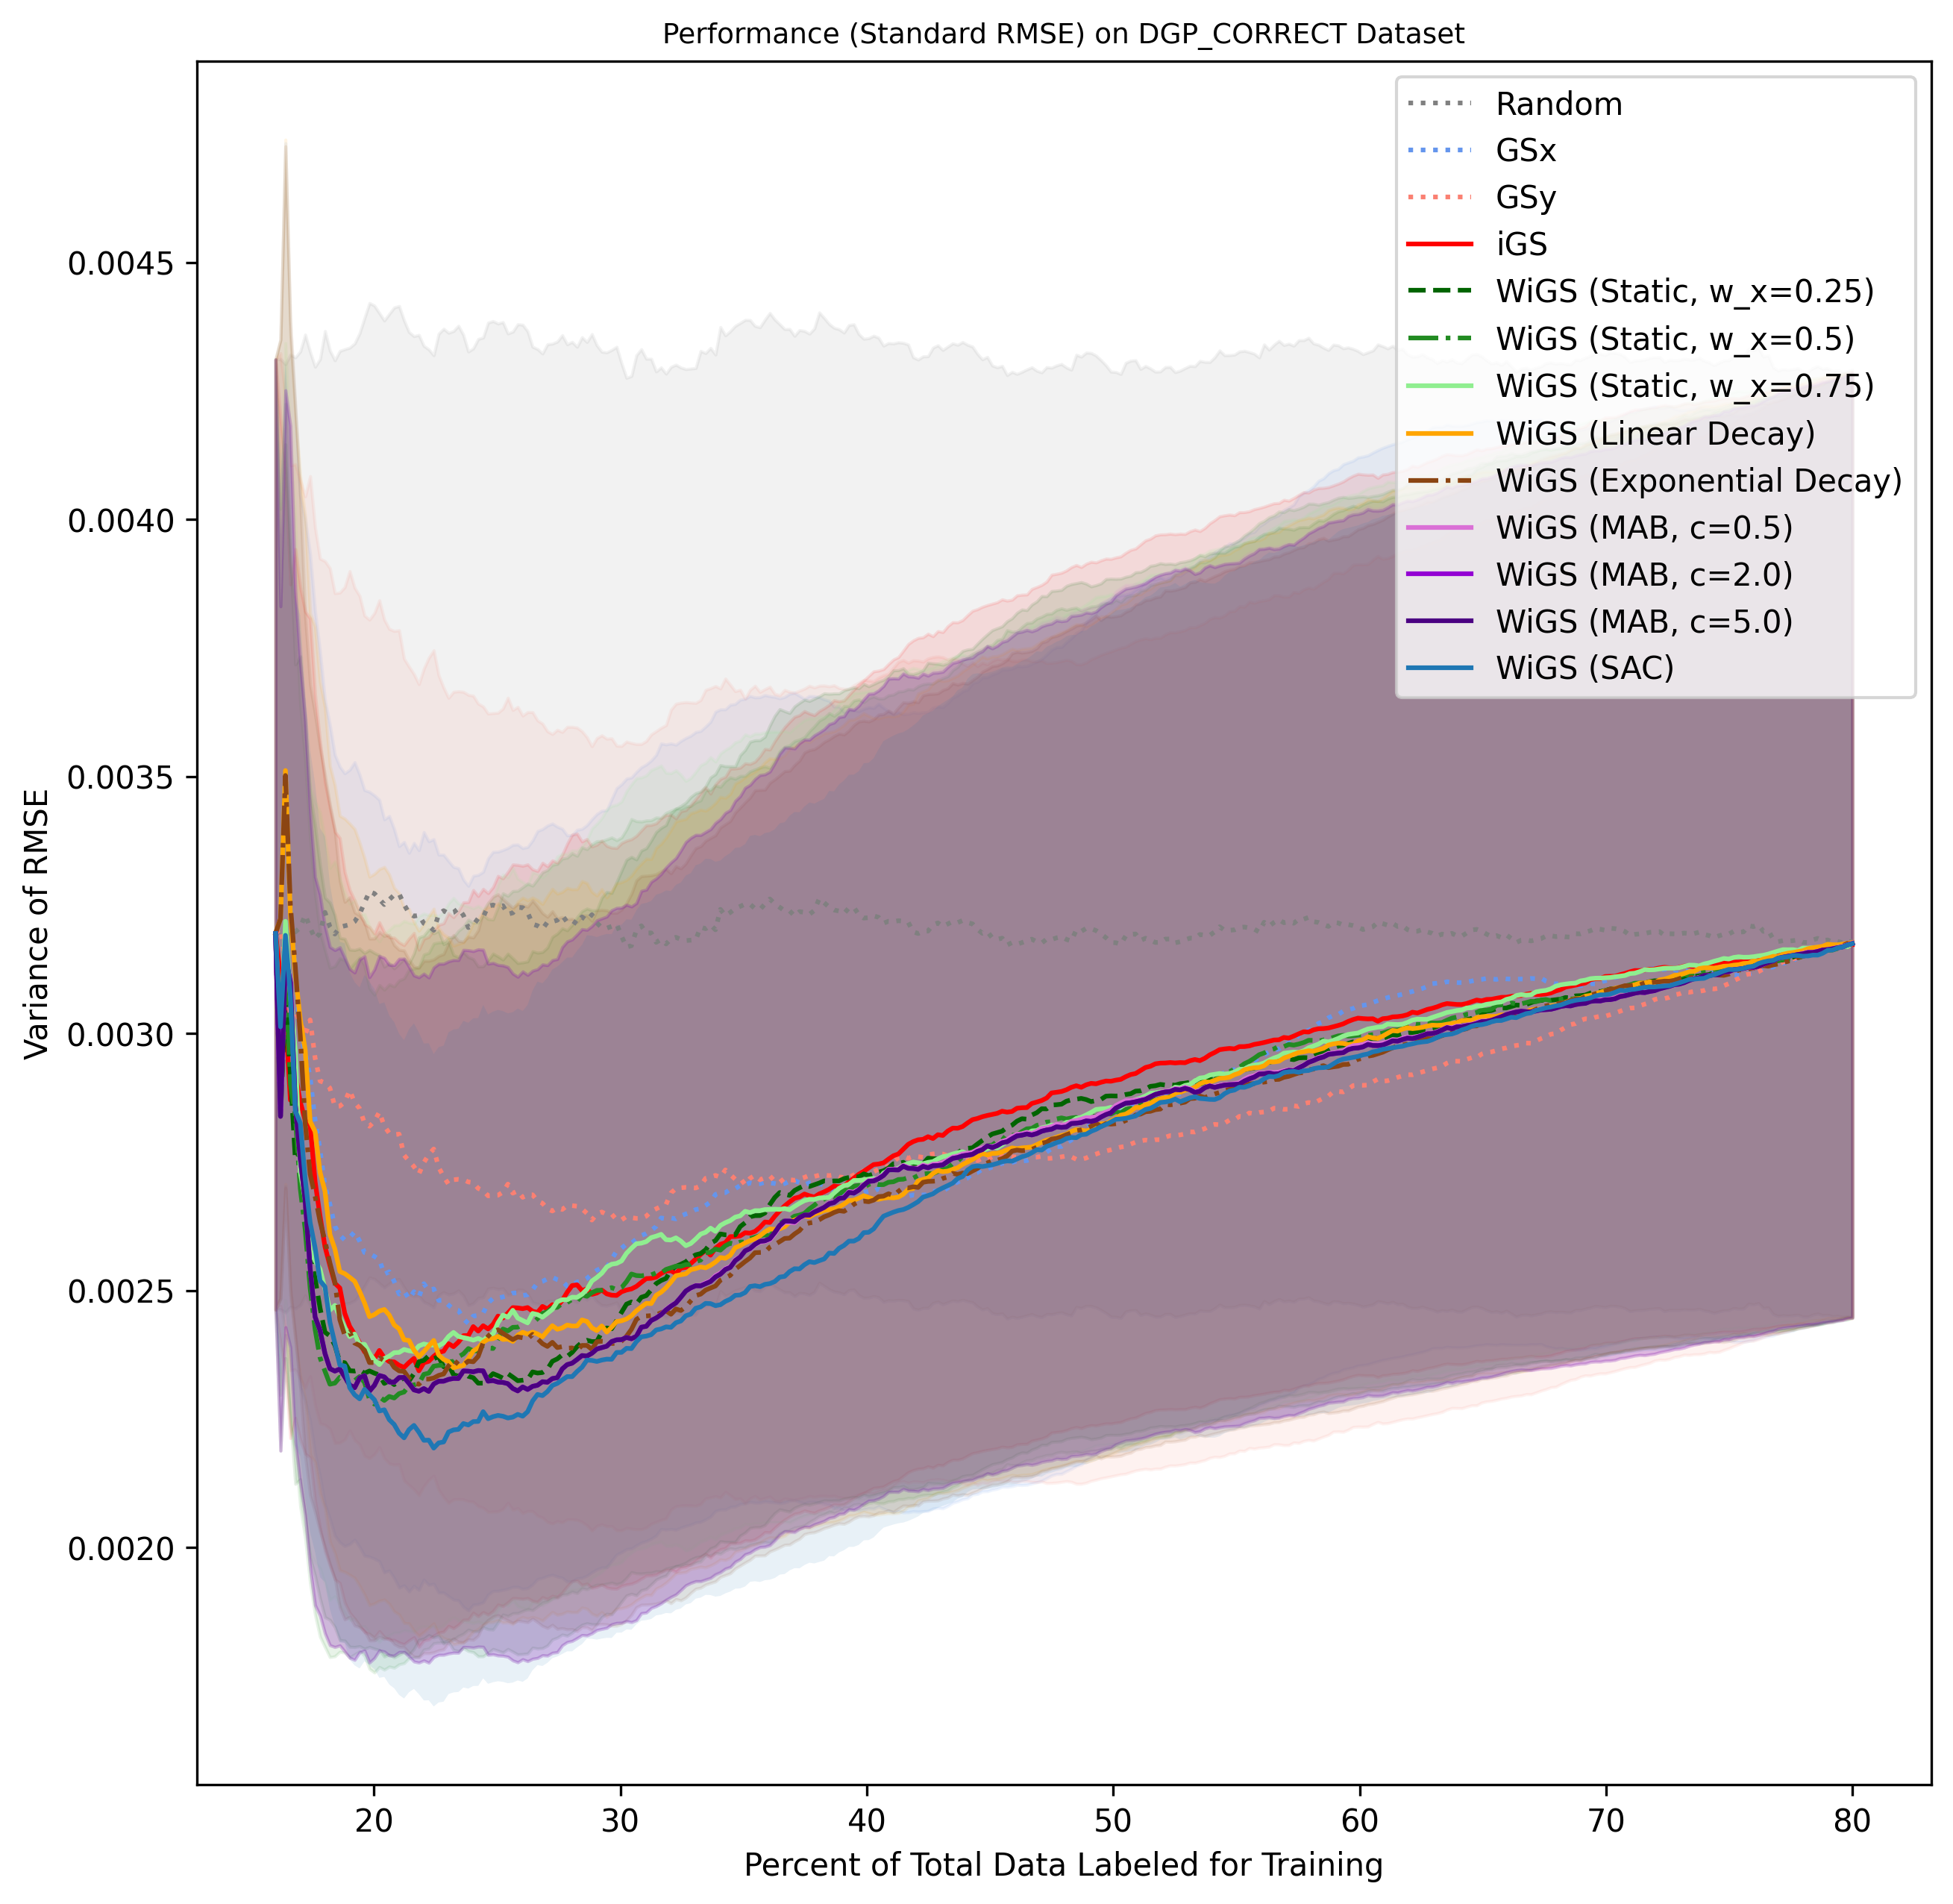 Performance (Standard RMSE) on DGP_CORRECT Dataset
Random
GSx
GSy
iGS
WiGS (Static, w_x=0.25)
WiGS (Static, w_x=0.5)
WiGS (Static, w_x=0.75)
WiGS (Linear Decay)
WiGS (Exponential Decay)
WiGS (MAB, c=0.5)
WiGS (MAB, c=2.0)
WiGS (MAB, c=5.0)
WiGS (SAC)
Variance of RMSE
0.0045
0.0040
0.0035
0.0030
0.0025
0.0020
20 30 40 50 60 70 80
Percent of Total Data Labeled for Training